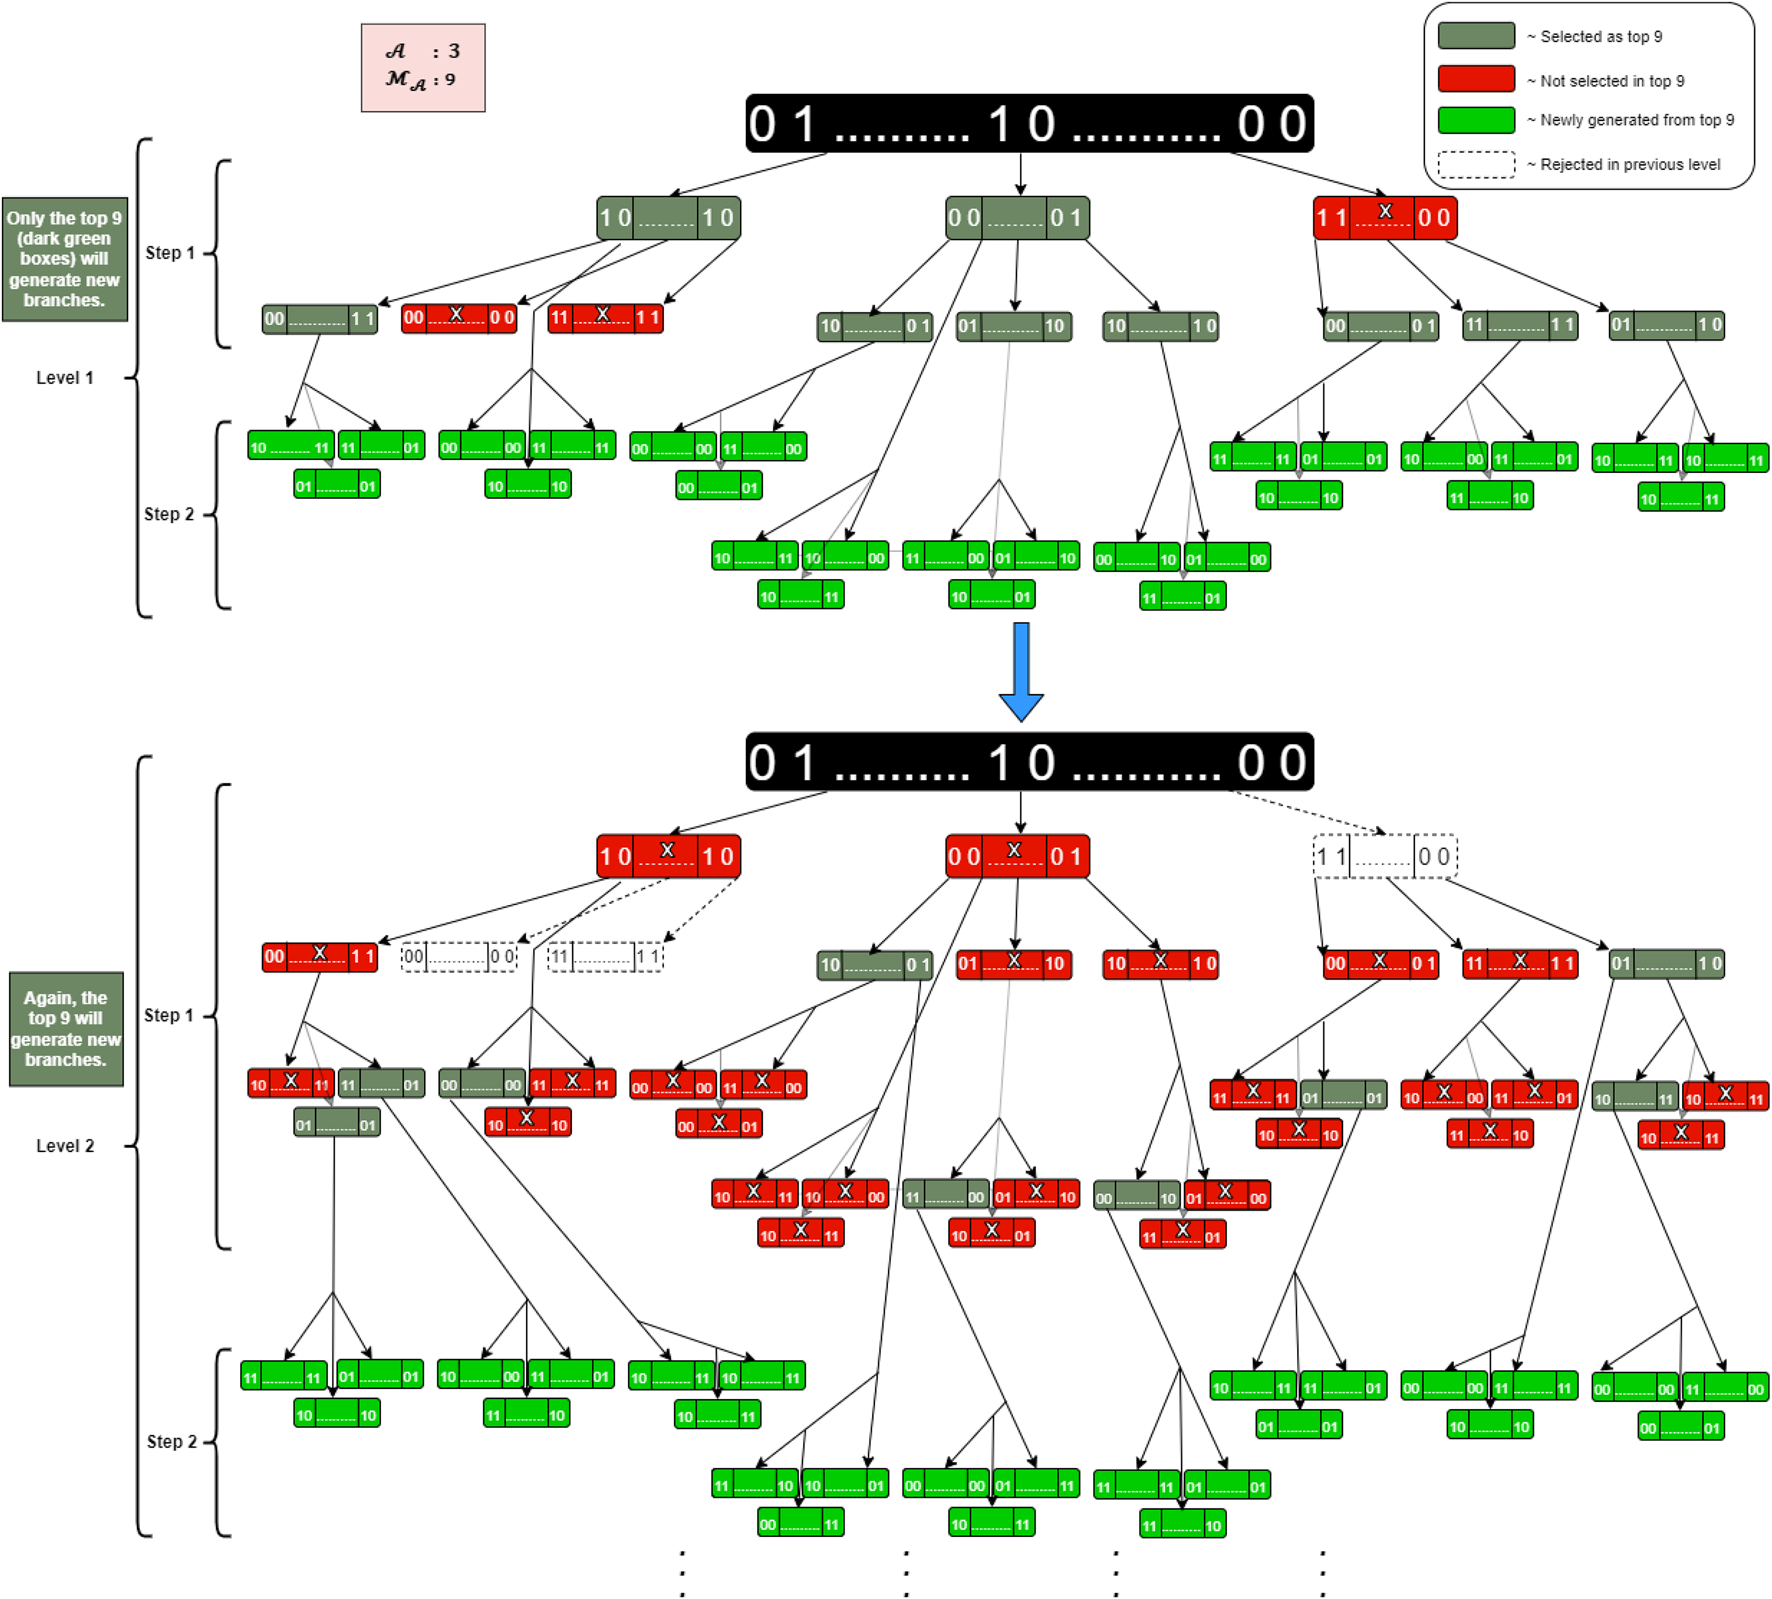 𝒜 : 3
ℳ𝒜 : 9
~ Selected as top 9
~ Not selected in top 9
~ Newly generated from top 9
~ Rejected in previous level
0 1 .......... 1 0 ........... 0 0
Only the top 9
(dark green
boxes) will
generate new
branches.
Level 1
Step 1
1 0 ......... 1 0
0 0 ......... 0 1
1 1 X ......... 0 0
00 ............ 1 1
00 X ............ 0 0
11 X ............ 1 1
10 ............ 0 1
01 ............ 10
10 ............ 1 0
00 ............ 0 1
11 ............ 1 1
01 ............ 1 0
Step 2
10 ......... 11
11 ......... 01
01 ......... 01
00 ......... 00
11 ......... 11
10 ......... 10
00 ......... 00
11 ......... 00
00 ......... 01
10 ......... 11
10 ......... 00
10 ......... 11
11 ......... 00
01 ......... 10
10 ......... 01
00 ......... 10
01 ......... 00
11 ......... 01
11 ......... 11
01 ......... 01
10 ......... 10
10 ......... 00
11 ......... 01
11 ......... 10
10 ......... 11
10 ......... 11
10 ......... 11
0 1 .......... 1 0 ........... 0 0
Again, the
top 9 will
generate new
branches.
Level 2
Step 1
1 0 X ......... 1 0
0 0 X ......... 0 1
1 1 ......... 0 0
00 X ............ 1 1
00 ............ 0 0
11 ............ 1 1
10 ............ 0 1
01 X ............ 10
10 X ............ 1 0
00 X ............ 0 1
11 X ............ 1 1
01 ............ 1 0
10 X ......... 11
11 ......... 01
01 ......... 01
00 ......... 00
11 X ......... 11
10 X ......... 10
00 X ......... 00
11 X ......... 00
00 X ......... 01
10 X ......... 11
10 X ......... 00
10 X ......... 11
11 ......... 00
01 X ......... 10
10 X ......... 01
00 ......... 10
01 X ......... 00
11 X ......... 01
11 X ......... 11
01 ......... 01
10 X ......... 10
10 X ......... 00
11 X ......... 01
11 X ......... 10
10 ......... 11
10 X ......... 11
10 X ......... 11
Step 2
11 ......... 11
01 ......... 01
10 ......... 10
10 ......... 00
11 ......... 01
11 ......... 10
10 ......... 11
10 ......... 11
10 ......... 11
11 ......... 10
10 ......... 01
00 ......... 11
00 ......... 00
01 ......... 11
10 ......... 11
11 ......... 11
01 ......... 01
11 ......... 10
10 ......... 11
11 ......... 01
01 ......... 01
00 ......... 00
11 ......... 11
10 ......... 10
00 ......... 00
11 ......... 00
00 ......... 01